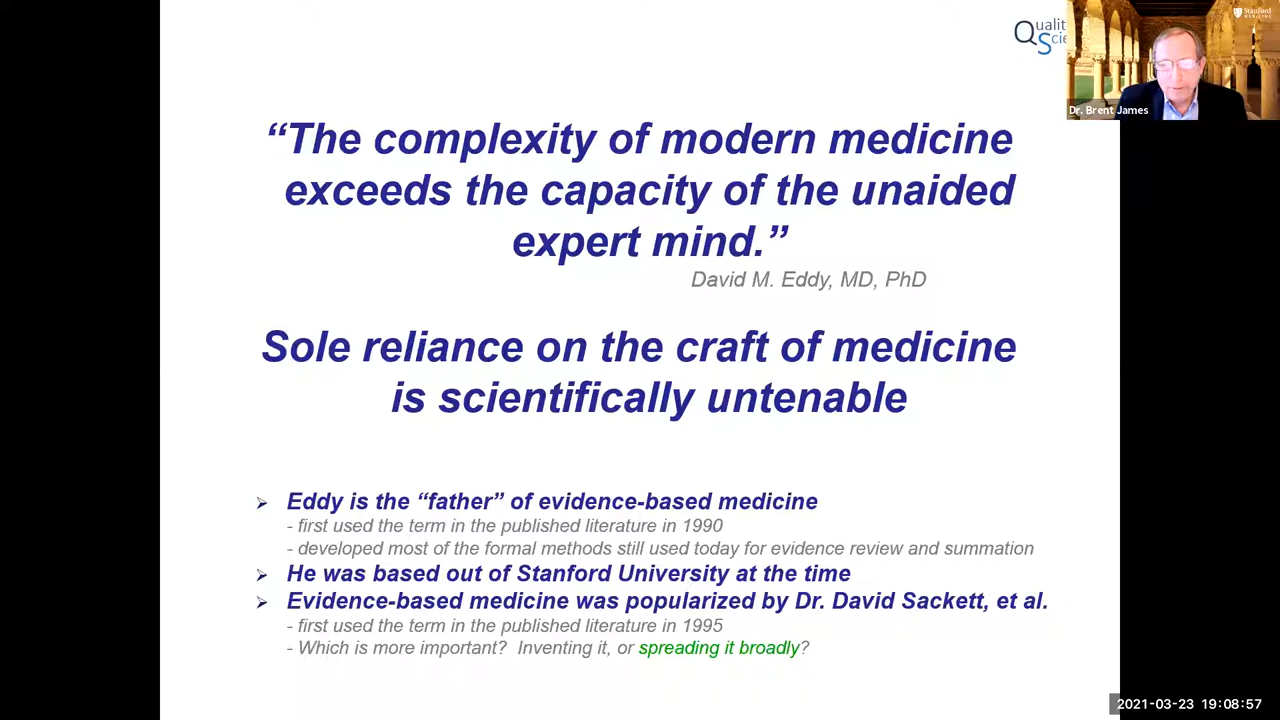 Qualit
Scie
Stanford
MEDICINE
Dr. Brent James
“The complexity of modern medicine
exceeds the capacity of the unaided
expert mind.”
David M. Eddy, MD, PhD
Sole reliance on the craft of medicine
is scientifically untenable
➢ Eddy is the “father” of evidence-based medicine
- first used the term in the published literature in 1990
- developed most of the formal methods still used today for evidence review and summation
➢ He was based out of Stanford University at the time
➢ Evidence-based medicine was popularized by Dr. David Sackett, et al.
- first used the term in the published literature in 1995
- Which is more important? Inventing it, or spreading it broadly?
2021-03-23 19:08:57